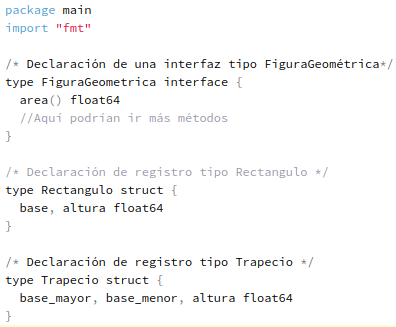 package main
import "fmt"
/* Declaración de una interfaz tipo FiguraGeométrica*/
type FiguraGeometrica interface {
area() float64
//Aquí podrían ir más métodos
}
/* Declaración de registro tipo Rectangulo */
type Rectangulo struct {
base, altura float64
}
/* Declaración de registro tipo Trapecio */
type Trapecio struct {
base_mayor, base_menor, altura float64
}